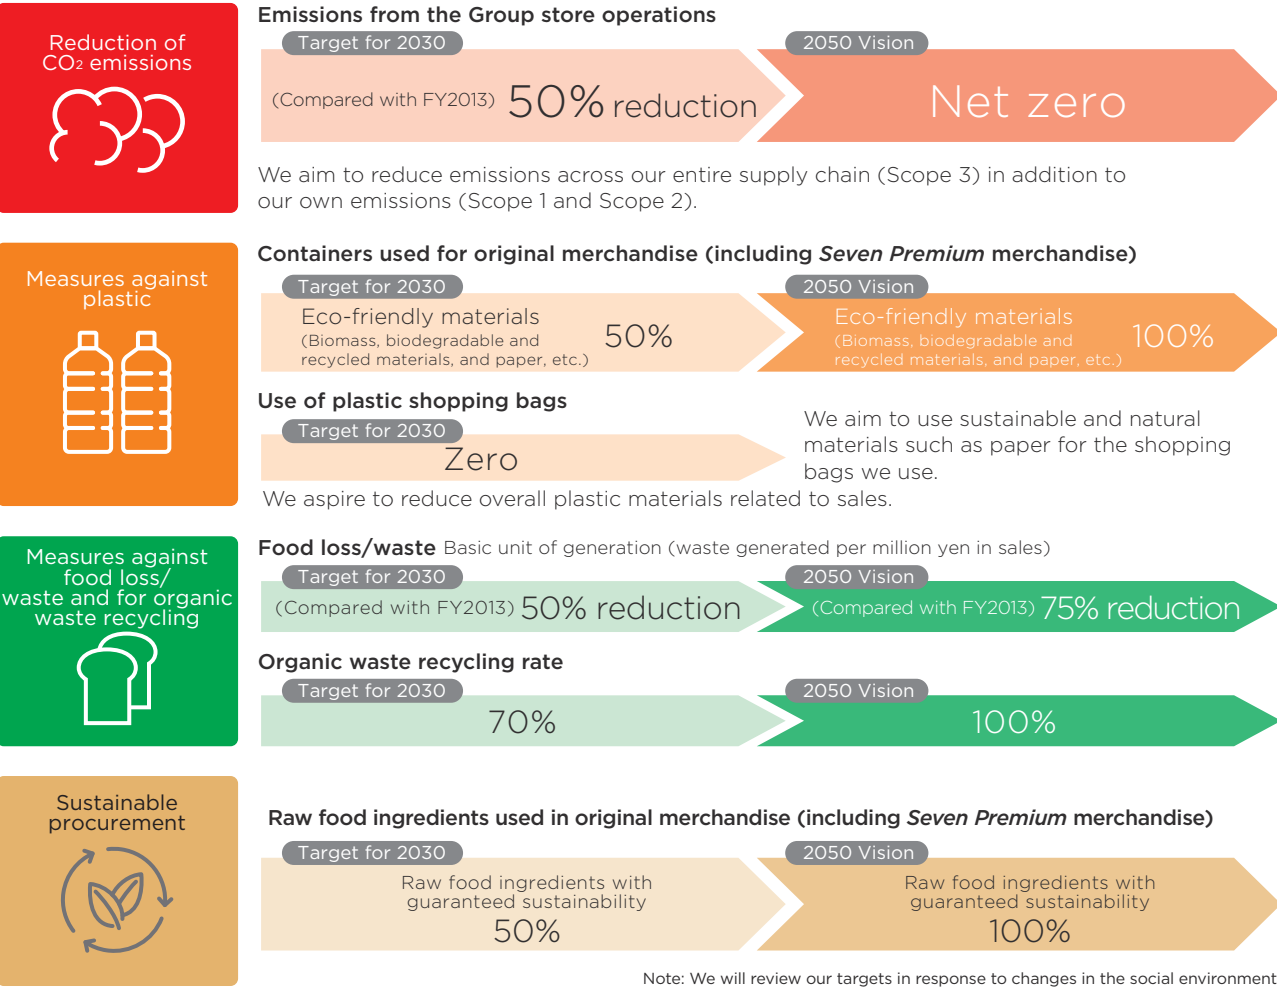 Reduction of
CO2 emissions
Emissions from the Group store operations
Target for 2030
(Compared with FY2013) 50% reduction
2050 Vision
Net zero
We aim to reduce emissions across our entire supply chain (Scope 3) in addition to
our own emissions (Scope 1 and Scope 2).
Measures against
plastic
Containers used for original merchandise (including Seven Premium merchandise)
Target for 2030
Eco-friendly materials
(Biomass, biodegradable and
recycled materials, and paper, etc.)
50%
2050 Vision
Eco-friendly materials
(Biomass, biodegradable and
recycled materials, and paper, etc.)
100%
Use of plastic shopping bags
Target for 2030
Zero
We aim to use sustainable and natural
materials such as paper for the shopping
bags we use.
We aspire to reduce overall plastic materials related to sales.
Measures against
food loss/
waste and for organic
waste recycling
Food loss/waste Basic unit of generation (waste generated per million yen in sales)
Target for 2030
(Compared with FY2013) 50% reduction
2050 Vision
(Compared with FY2013) 75% reduction
Organic waste recycling rate
Target for 2030
70%
2050 Vision
100%
Sustainable
procurement
Raw food ingredients used in original merchandise (including Seven Premium merchandise)
Target for 2030
Raw food ingredients with
guaranteed sustainability
50%
2050 Vision
Raw food ingredients with
guaranteed sustainability
100%
Note: We will review our targets in response to changes in the social environment